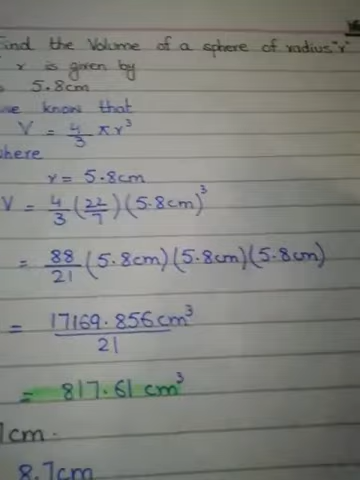 Find the Volume of a sphere of radius "r"
r is given by
5.8cm
we know that
V = 4/3 πr³
where
r = 5.8cm
V = 4/3 (22/7) (5.8cm)³
= 88/21 (5.8cm) (5.8cm) (5.8cm)
= 17169.856cm³/21
= 817.61 cm³
1cm.
8.7cm